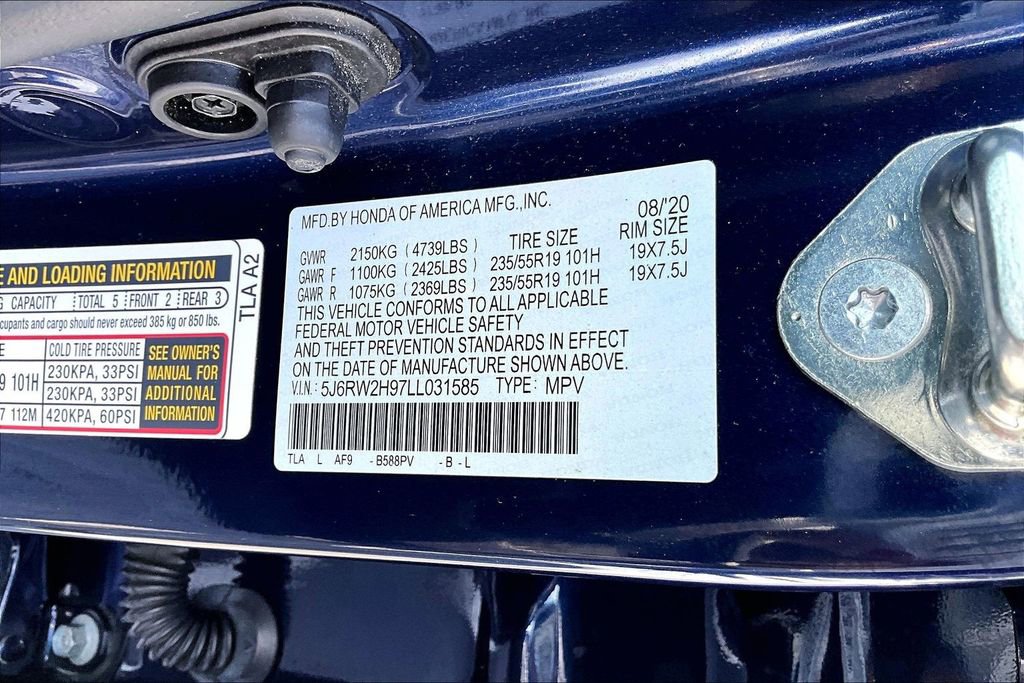 E AND LOADING INFORMATION
G CAPACITY TOTAL 5 FRONT 2 REAR 3
cupants and cargo should never exceed 385 kg or 850 lbs.
E COLD TIRE PRESSURE
19 101H 230KPA, 33PSI
230KPA, 33PSI
7 112M 420KPA, 60PSI
SEE OWNER'S
MANUAL FOR
ADDITIONAL
INFORMATION
TLA A2
MFD.BY HONDA OF AMERICA MFG.,INC. 08/'20
GVWR 2150KG ( 4739LBS ) TIRE SIZE RIM SIZE
GAWR F 1100KG ( 2425LBS ) 235/55R19 101H 19X7.5J
GAWR R 1075KG ( 2369LBS ) 235/55R19 101H 19X7.5J
THIS VEHICLE CONFORMS TO ALL APPLICABLE
FEDERAL MOTOR VEHICLE SAFETY
AND THEFT PREVENTION STANDARDS IN EFFECT
ON THE DATE OF MANUFACTURE SHOWN ABOVE.
V.I.N.: 5J6RW2H97LL031585 TYPE: MPV
TLA L AF9 -B588PV -B-L